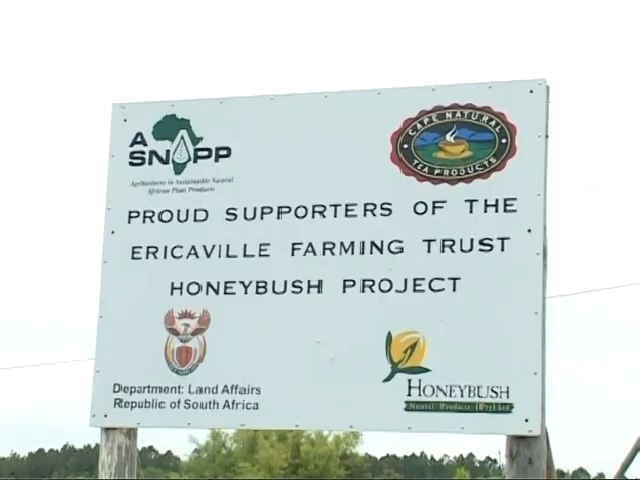 A
SNAPP
Agribusiness in Sustainable Natural
African Plant Products
CAPE NATURAL
TEA PRODUCTS
PROUD SUPPORTERS OF THE
ERICAVILLE FARMING TRUST
HONEYBUSH PROJECT
Department: Land Affairs
Republic of South Africa
HONEYBUSH
Natural Products (Pty) Ltd